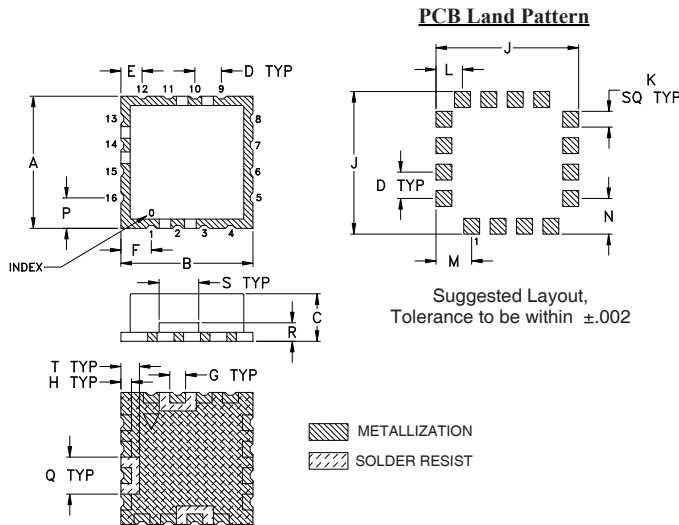 PCB Land Pattern
E
D TYP
12 11 10 9
13
14
15
16
8
7
6
5
A
P
0
1 2 3 4
F
B
INDEX
J
L
K
SQ TYP
J
D TYP
N
1
M
Suggested Layout,
Tolerance to be within ±.002
S TYP
C
R
T TYP
H TYP
G TYP
Q TYP
METALLIZATION
SOLDER RESIST